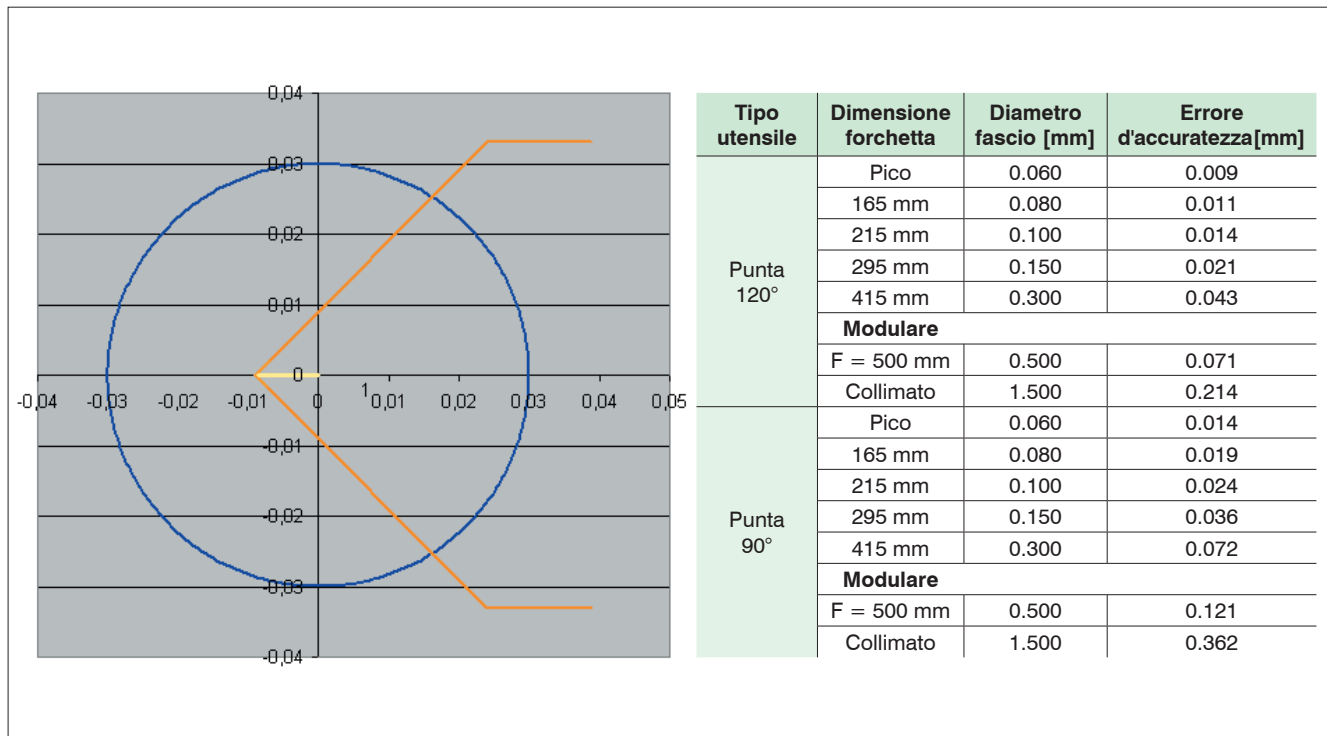 0,04
0,03
0,02
0,01
0
-0,04 -0,03 -0,02 -0,01 0 1 0,01 0,02 0,03 0,04 0,05
-0,01
-0,02
-0,03
-0,04
Tipo utensile Dimensione forchetta Diametro fascio [mm] Errore d'accuratezza[mm]
Punta 120°
Pico 0.060 0.009
165 mm 0.080 0.011
215 mm 0.100 0.014
295 mm 0.150 0.021
415 mm 0.300 0.043
Modulare
F = 500 mm 0.500 0.071
Collimato 1.500 0.214
Punta 90°
Pico 0.060 0.014
165 mm 0.080 0.019
215 mm 0.100 0.024
295 mm 0.150 0.036
415 mm 0.300 0.072
Modulare
F = 500 mm 0.500 0.121
Collimato 1.500 0.362